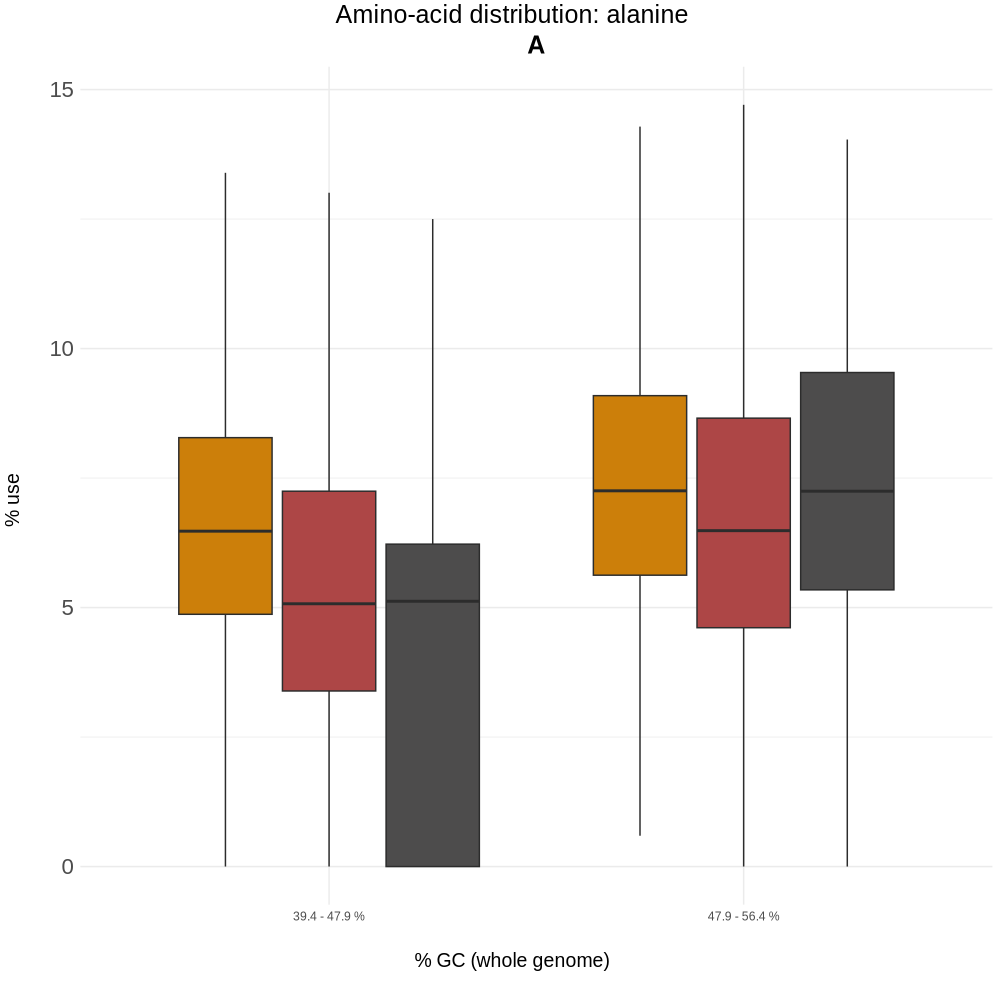 Amino-acid distribution: alanine
A
15
10
5
0
% use
39.4 - 47.9 %
47.9 - 56.4 %
% GC (whole genome)